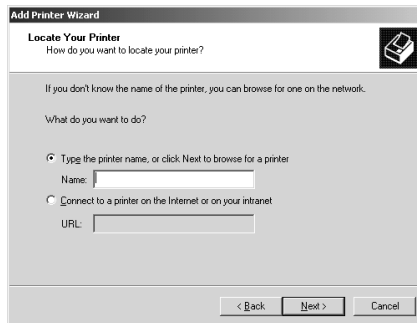 Add Printer Wizard
Locate Your Printer
How do you want to locate your printer?
If you don't know the name of the printer, you can browse for one on the network.
What do you want to do?
Type the printer name, or click Next to browse for a printer
Name:
Connect to a printer on the Internet or on your intranet
URL:
< Back Next > Cancel